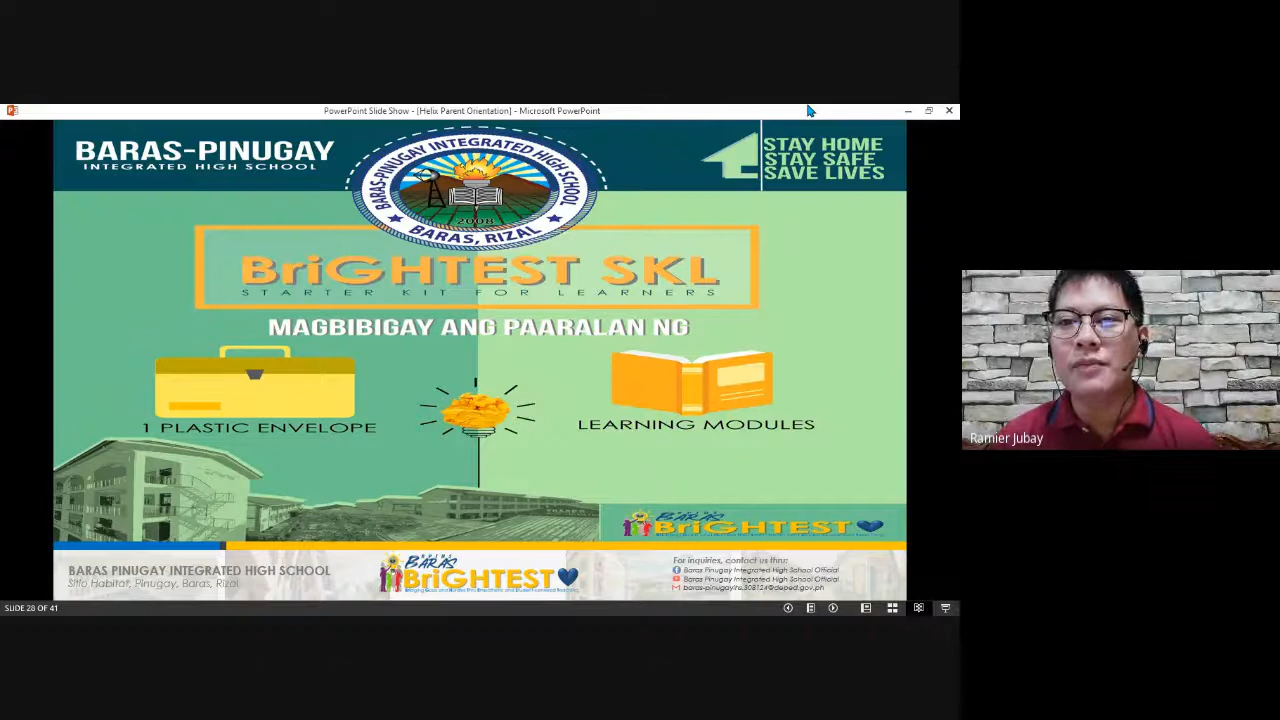 PowerPoint Slide Show - [Helix Parent Orientation] - Microsoft PowerPoint
BARAS-PINUGAY
INTEGRATED HIGH SCHOOL
BARAS-PINUGAY INTEGRATED HIGH SCHOOL
2008
BARAS, RIZAL
STAY HOME
STAY SAFE
SAVE LIVES
BriGHTEST SKL
STARTER KIT FOR LEARNERS
MAGBIBIGAY ANG PAARALAN NG
1 PLASTIC ENVELOPE
LEARNING MODULES
Ramier Jubay
BARAS
BriGHTEST
BARAS PINUGAY INTEGRATED HIGH SCHOOL
Sitio Habitat, Pinugay, Baras, Rizal
BPIHS
BARAS
BriGHTEST
For inquiries, contact us thru:
Baras Pinugay Integrated High School Official
Baras Pinugay Integrated High School Official
SLIDE 28 OF 41